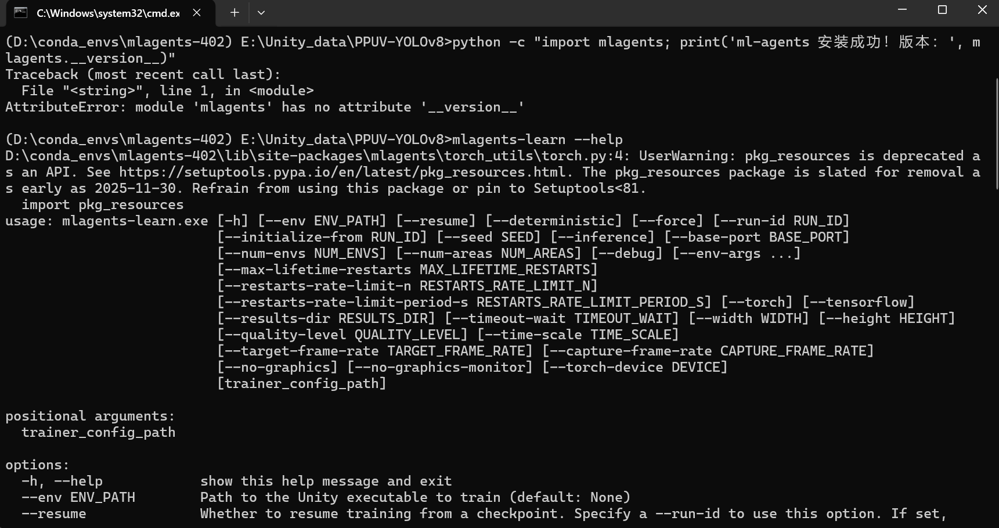 C:\Windows\system32\cmd.ex
(D:\conda_envs\mlagents-402) E:\Unity_data\PPUV-YOLOv8>python -c "import mlagents; print('ml-agents 安装成功! 版本: ', m
lagents.__version__)"
Traceback (most recent call last):
  File "<string>", line 1, in <module>
AttributeError: module 'mlagents' has no attribute '__version__'
(D:\conda_envs\mlagents-402) E:\Unity_data\PPUV-YOLOv8>mlagents-learn --help
D:\conda_envs\mlagents-402\lib\site-packages\mlagents\torch_utils\torch.py:4: UserWarning: pkg_resources is deprecated a
s an API. See https://setuptools.pypa.io/en/latest/pkg_resources.html. The pkg_resources package is slated for removal a
s early as 2025-11-30. Refrain from using this package or pin to Setuptools<81.
  import pkg_resources
usage: mlagents-learn.exe [-h] [--env ENV_PATH] [--resume] [--deterministic] [--force] [--run-id RUN_ID]
                          [--initialize-from RUN_ID] [--seed SEED] [--inference] [--base-port BASE_PORT]
                          [--num-envs NUM_ENVS] [--num-areas NUM_AREAS] [--debug] [--env-args ...]
                          [--max-lifetime-restarts MAX_LIFETIME_RESTARTS]
                          [--restarts-rate-limit-n RESTARTS_RATE_LIMIT_N]
                          [--restarts-rate-limit-period-s RESTARTS_RATE_LIMIT_PERIOD_S] [--torch] [--tensorflow]
                          [--results-dir RESULTS_DIR] [--timeout-wait TIMEOUT_WAIT] [--width WIDTH] [--height HEIGHT]
                          [--quality-level QUALITY_LEVEL] [--time-scale TIME_SCALE]
                          [--target-frame-rate TARGET_FRAME_RATE] [--capture-frame-rate CAPTURE_FRAME_RATE]
                          [--no-graphics] [--no-graphics-monitor] [--torch-device DEVICE]
                          [trainer_config_path]
positional arguments:
  trainer_config_path
options:
  -h, --help            show this help message and exit
  --env ENV_PATH        Path to the Unity executable to train (default: None)
  --resume              Whether to resume training from a checkpoint. Specify a --run-id to use this option. If set,